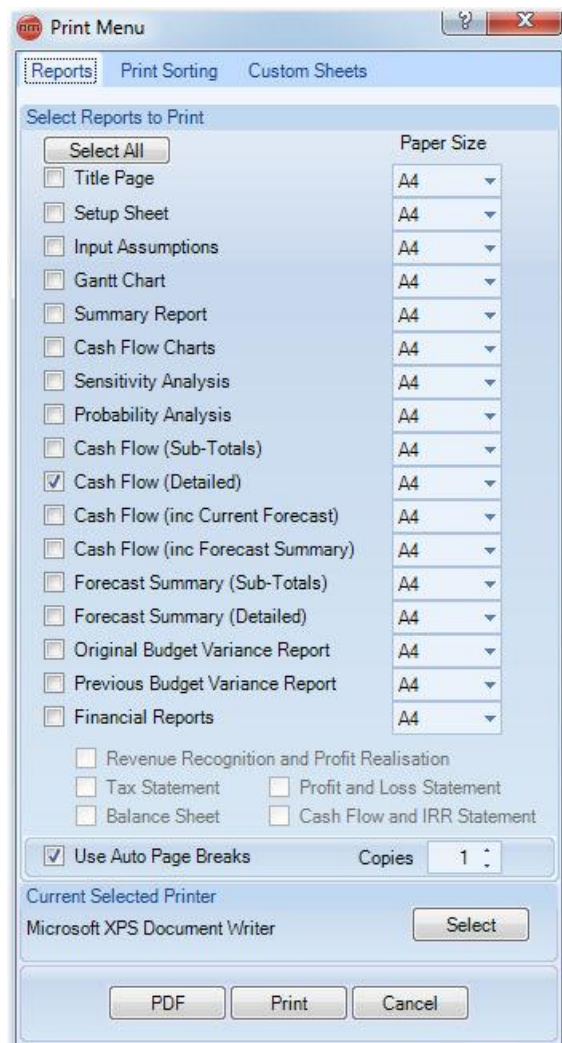 Print Menu
Reports Print Sorting Custom Sheets
Select Reports to Print
Select All Paper Size
Title Page A4
Setup Sheet A4
Input Assumptions A4
Gantt Chart A4
Summary Report A4
Cash Flow Charts A4
Sensitivity Analysis A4
Probability Analysis A4
Cash Flow (Sub-Totals) A4
Cash Flow (Detailed) A4
Cash Flow (inc Current Forecast) A4
Cash Flow (inc Forecast Summary) A4
Forecast Summary (Sub-Totals) A4
Forecast Summary (Detailed) A4
Original Budget Variance Report A4
Previous Budget Variance Report A4
Financial Reports A4
Revenue Recognition and Profit Realisation
Tax Statement Profit and Loss Statement
Balance Sheet Cash Flow and IRR Statement
Use Auto Page Breaks Copies 1
Current Selected Printer
Microsoft XPS Document Writer Select
PDF Print Cancel